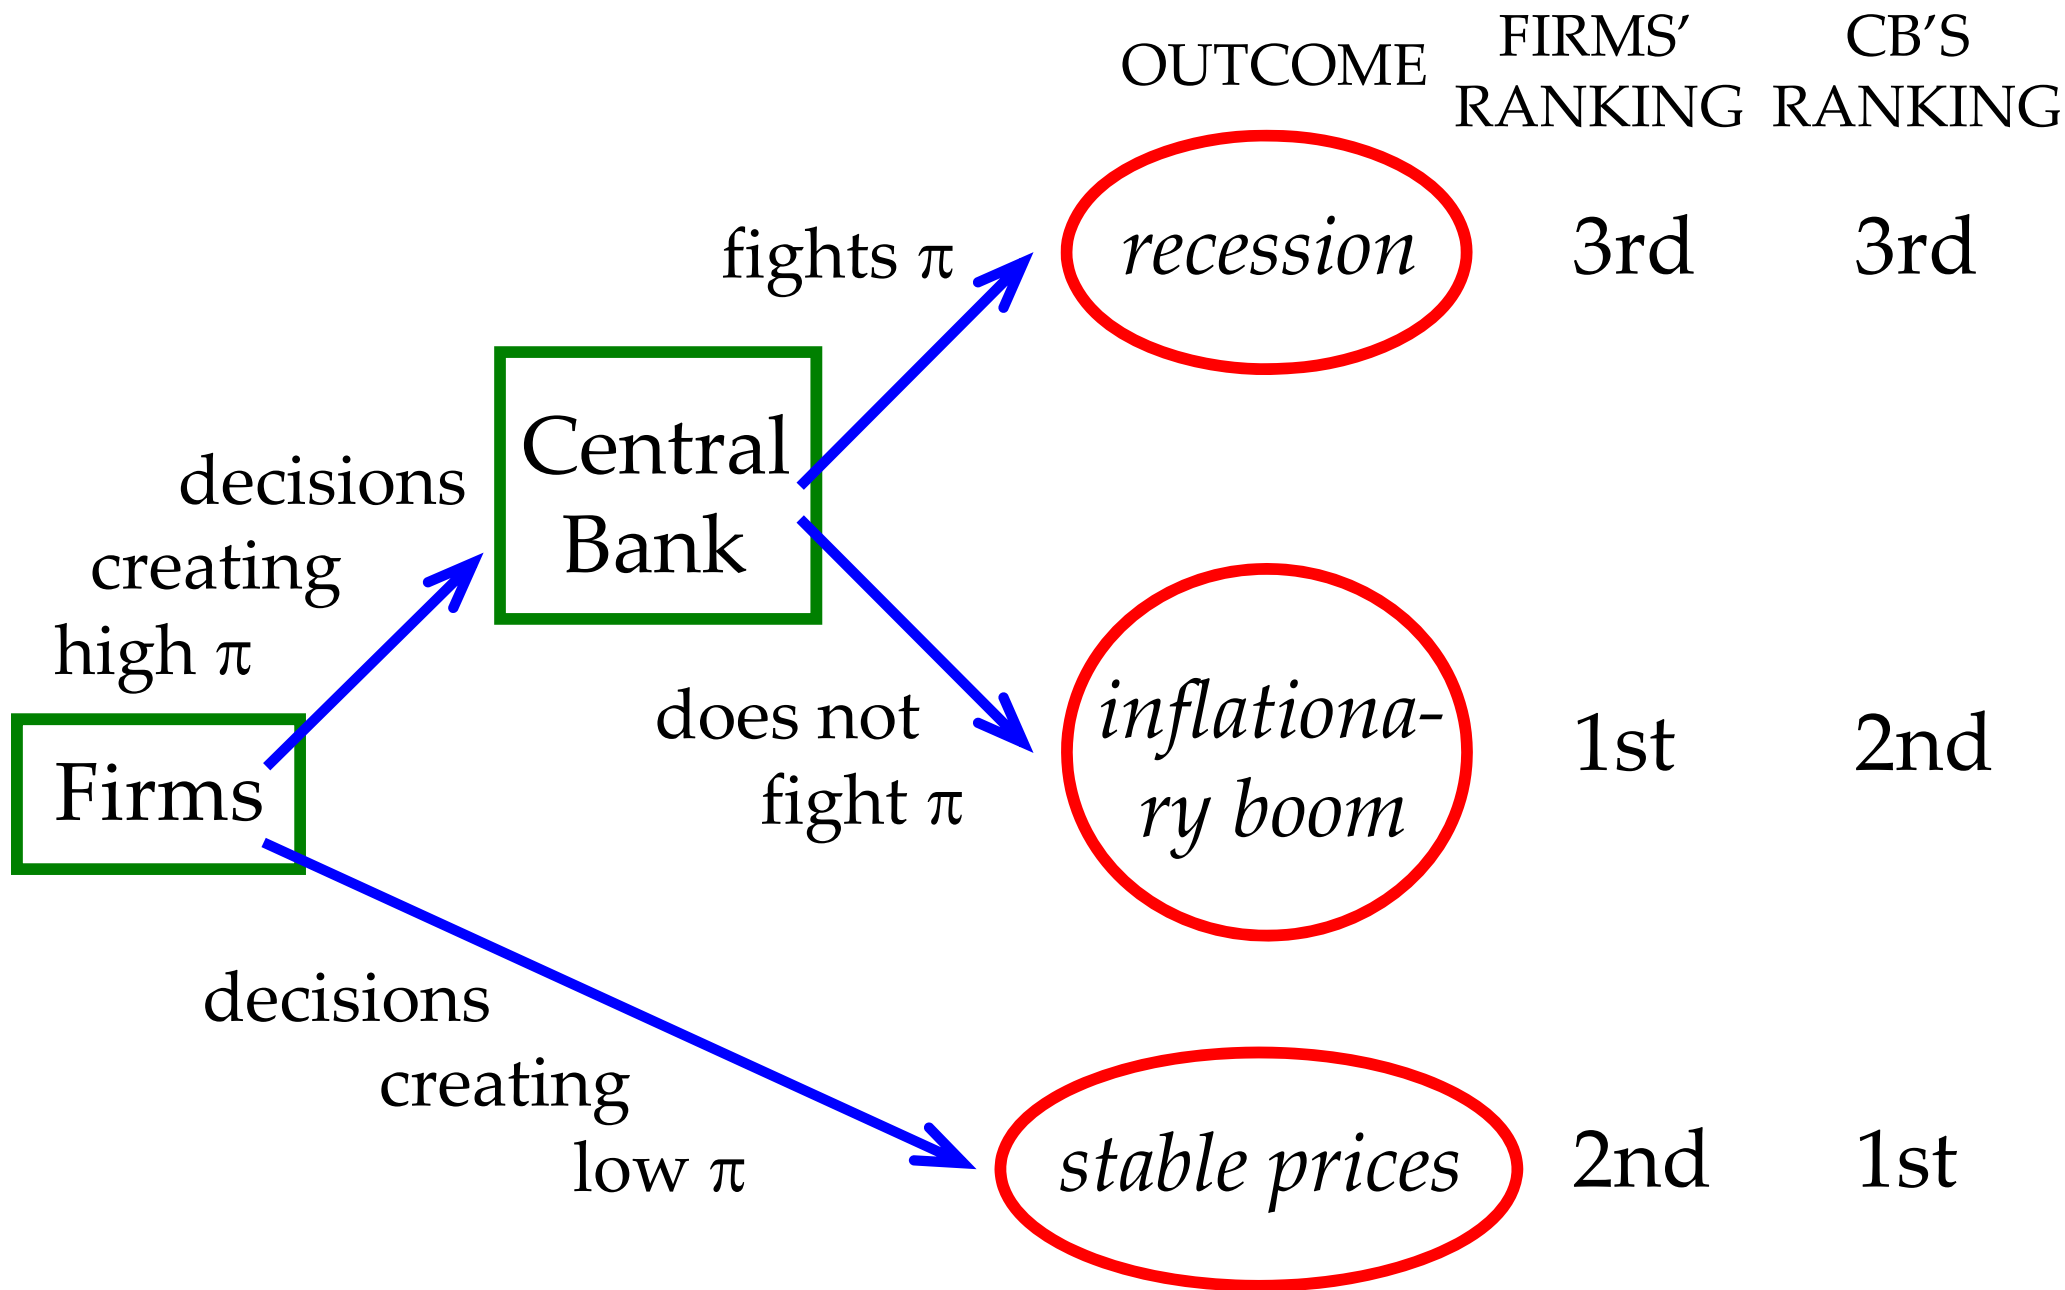 OUTCOME
FIRMS’
RANKING
CB’S
RANKING
fights π
recession
3rd
3rd
Central
Bank
decisions
creating
high π
Firms
does not
fight π
inflationa-
ry boom
1st
2nd
decisions
creating
low π
stable prices
2nd
1st